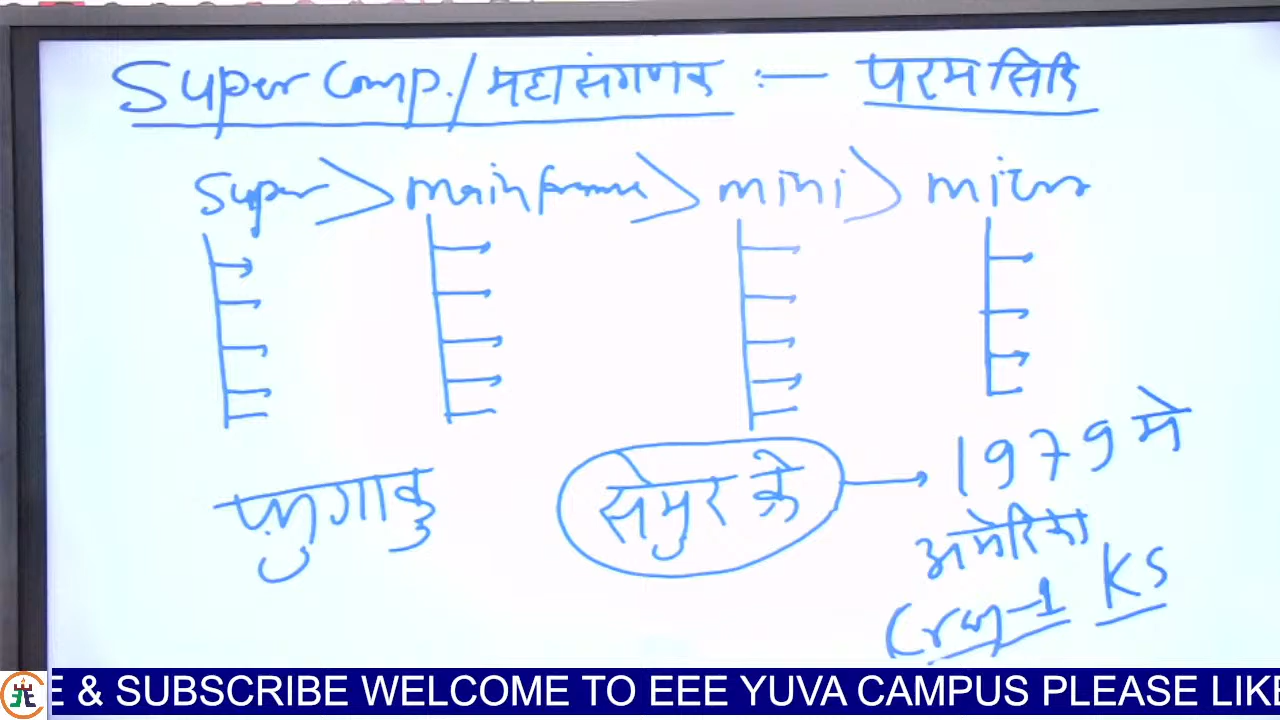 Super Comp./महासंगणक :— परम सिद्धि
Super > mainframe > mini > micro
फुगाकु
सेमुर क्रे → 1979 मे
अमेरिका
Cray-1 KS
E & SUBSCRIBE WELCOME TO EEE YUVA CAMPUS PLEASE LIKE